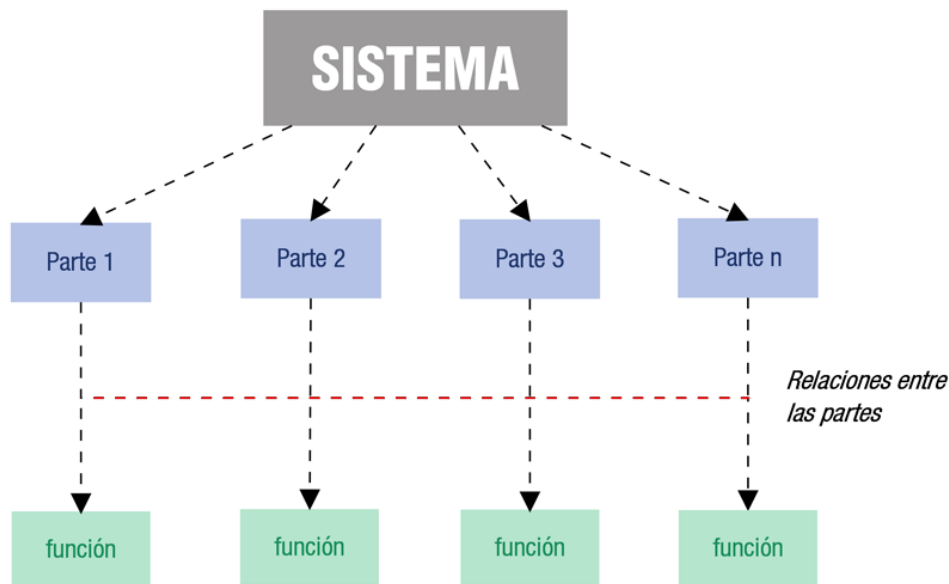 SISTEMA
Parte 1
Parte 2
Parte 3
Parte n
Relaciones entre
las partes
función
función
función
función